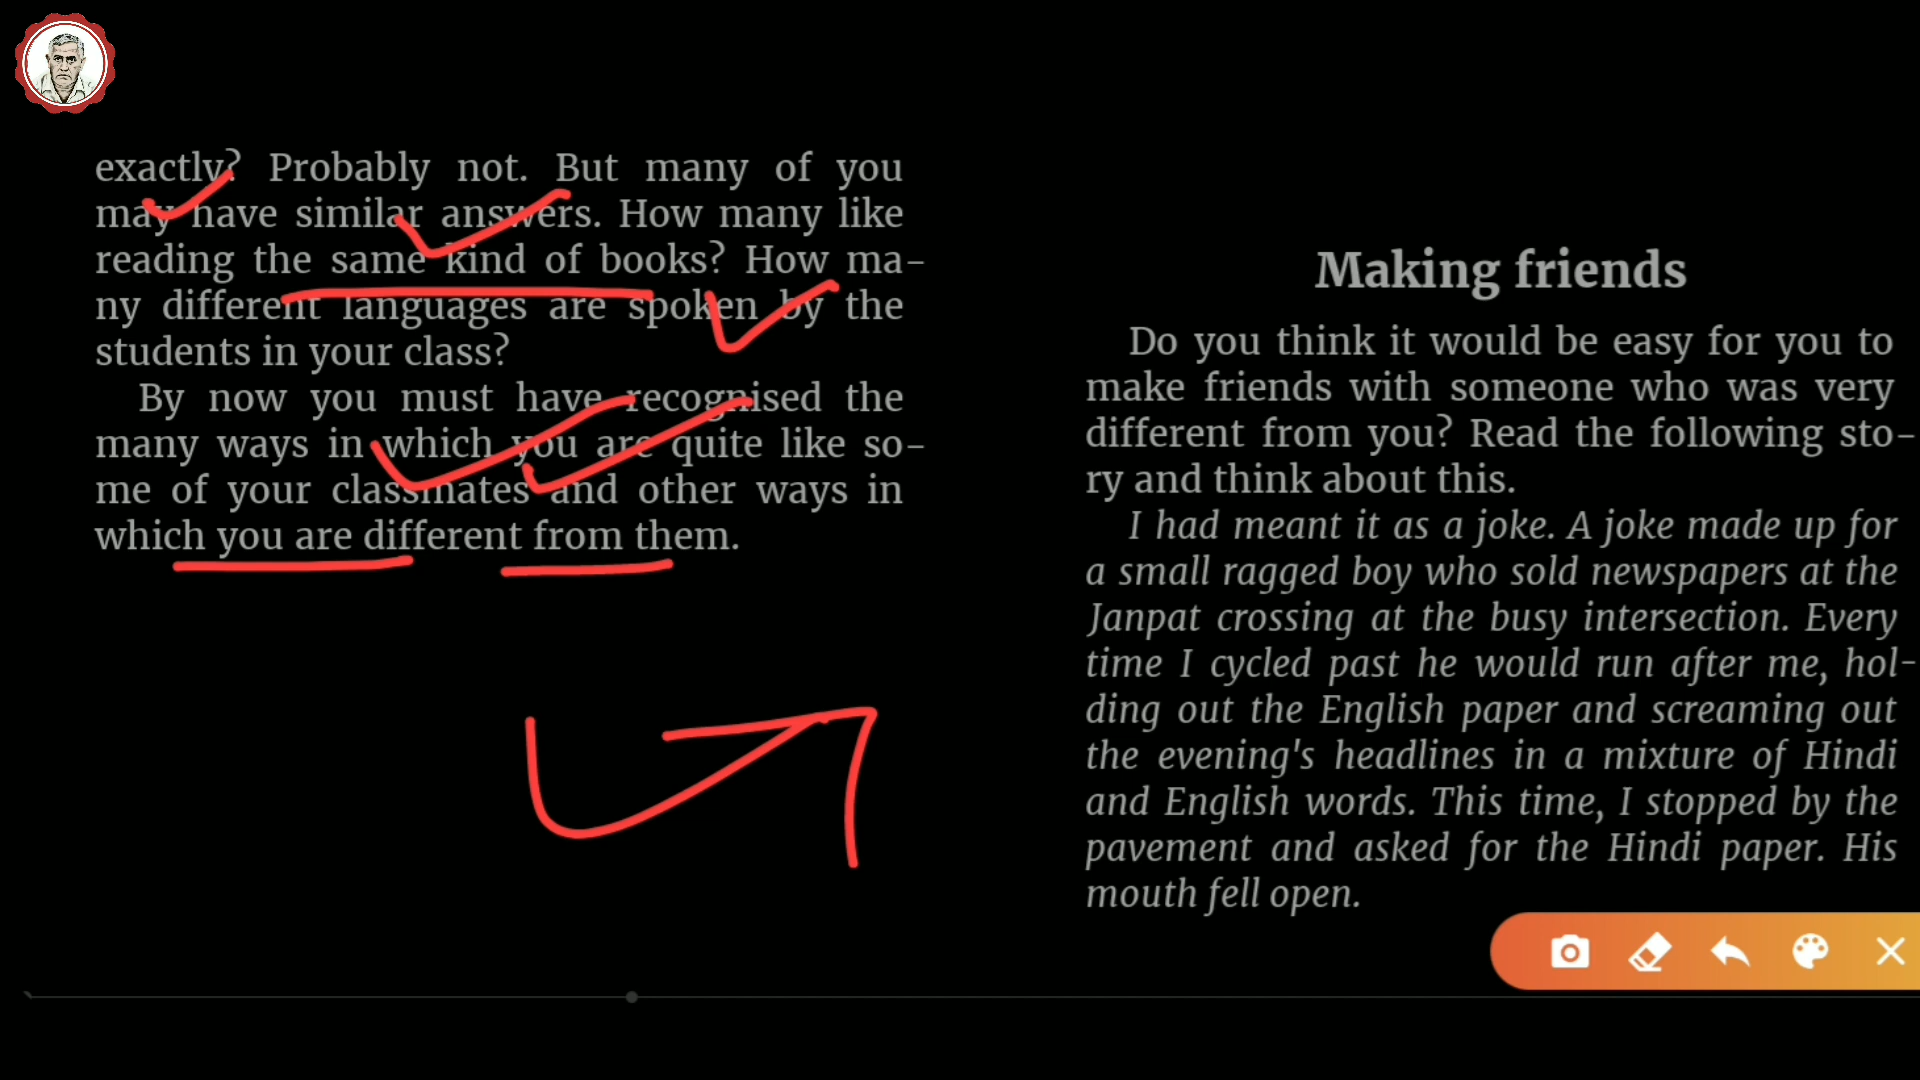 exactly? Probably not. But many of you
may have similar answers. How many like
reading the same kind of books? How ma-
ny different languages are spoken by the
students in your class?
By now you must have recognised the
many ways in which you are quite like so-
me of your classmates and other ways in
which you are different from them.
Making friends
Do you think it would be easy for you to
make friends with someone who was very
different from you? Read the following sto-
ry and think about this.
I had meant it as a joke. A joke made up for
a small ragged boy who sold newspapers at the
Janpat crossing at the busy intersection. Every
time I cycled past he would run after me, hol-
ding out the English paper and screaming out
the evening's headlines in a mixture of Hindi
and English words. This time, I stopped by the
pavement and asked for the Hindi paper. His
mouth fell open.